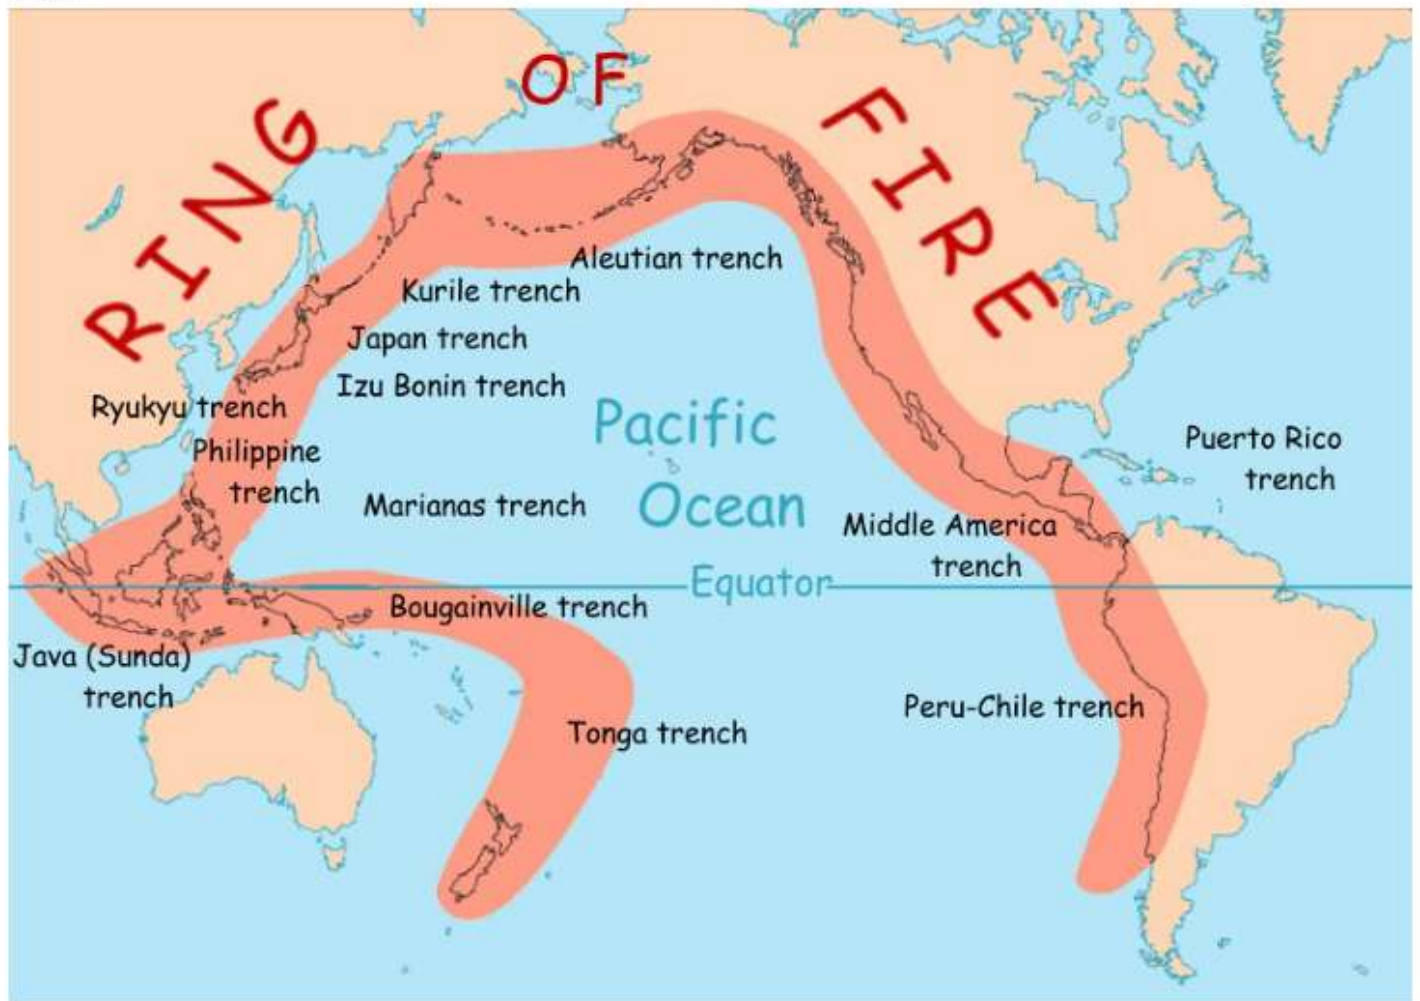 RING OF FIRE
Aleutian trench
Kurile trench
Japan trench
Izu Bonin trench
Ryukyu trench
Philippine
trench
Marianas trench
Pacific
Ocean
Puerto Rico
trench
Middle America
trench
Equator
Bougainville trench
Java (Sunda)
trench
Peru-Chile trench
Tonga trench